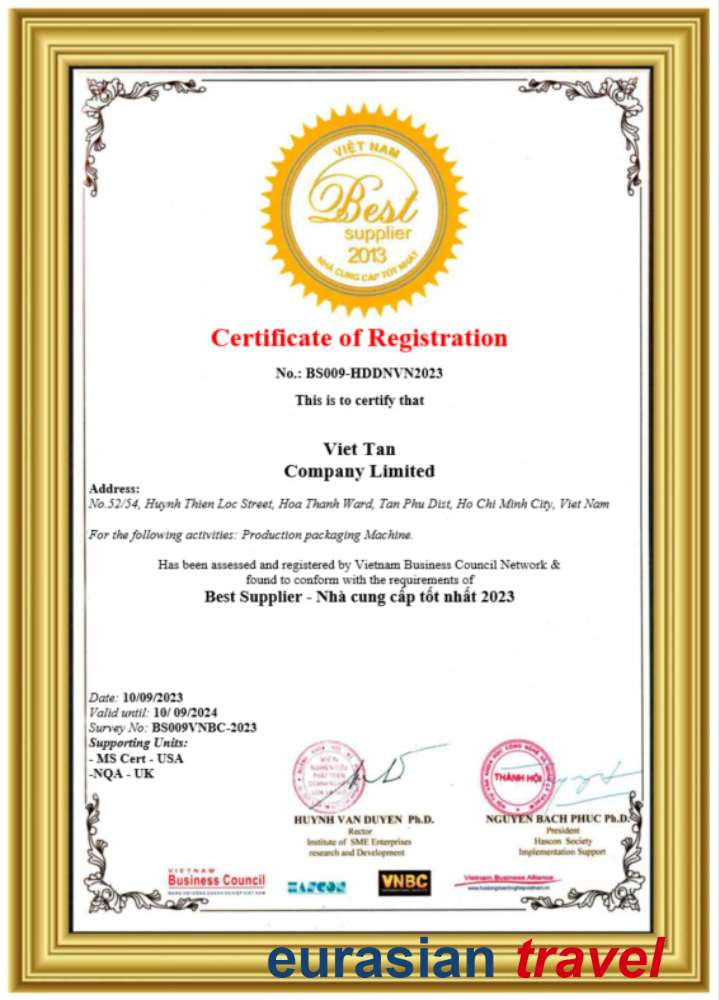 VIỆT NAM
Best
supplier
2013
NHÀ CUNG CẤP TỐT NHẤT
Certificate of Registration
No.: BS009-HDDNVN2023
This is to certify that
Viet Tan
Company Limited
Address:
No.52/54, Huynh Thien Loc Street, Hoa Thanh Ward, Tan Phu Dist, Ho Chi Minh City, Viet Nam
For the following activities: Production packaging Machine.
Has been assessed and registered by Vietnam Business Council Network &
found to conform with the requirements of
Best Supplier - Nhà cung cấp tốt nhất 2023
Date: 10/09/2023
Valid until: 10/ 09/2024
Survey No: BS009VNBC-2023
Supporting Units:
- MS Cert - USA
-NQA - UK
THÀNH HỘI
HUYNH VAN DUYEN Ph.D.
Rector
Institute of SME Enterprises
research and Development
NGUYEN BACH PHUC Ph.D.
President
Hascon Society
Implementation Support
VIETNAM
Business Council
HASCON
VNBC
Vietnam Business Alliance
eurasian travel